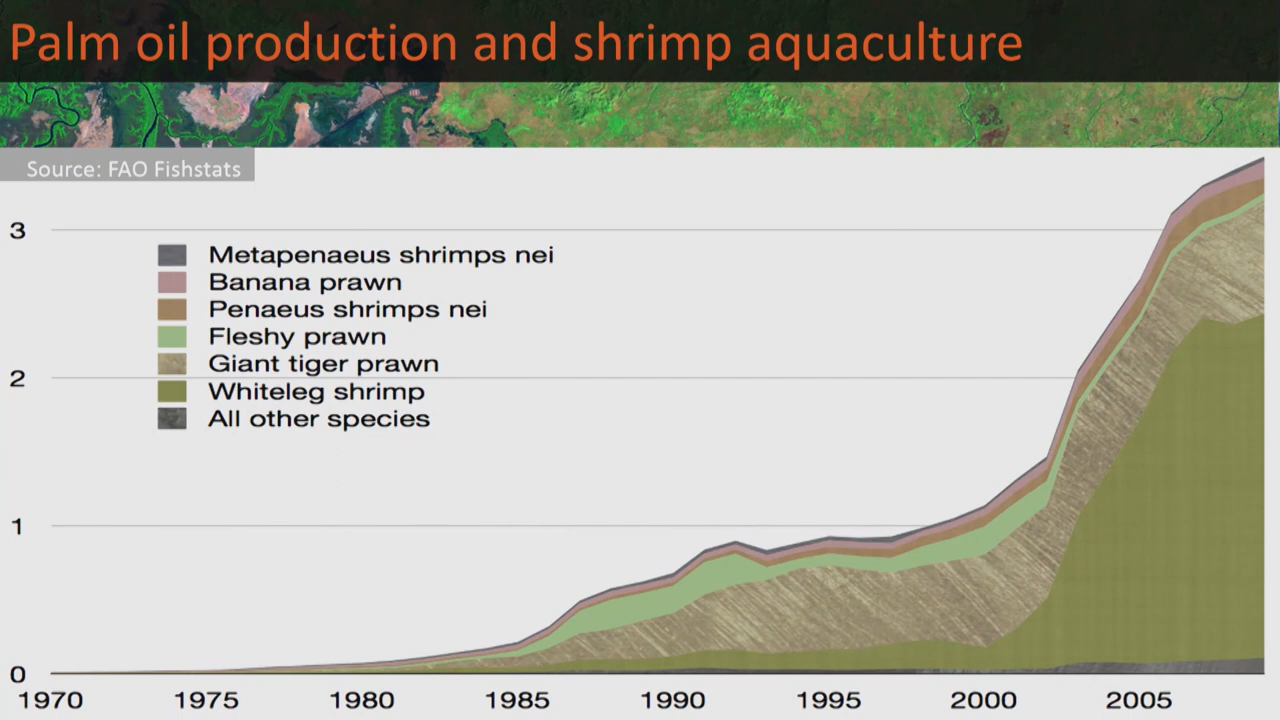 Palm oil production and shrimp aquaculture
Source: FAO Fishstats
3
Metapenaeus shrimps nei
Banana prawn
Penaeus shrimps nei
Fleshy prawn
Giant tiger prawn
2
Whiteleg shrimp
All other species
1
0
1970 1975 1980 1985 1990 1995 2000 2005